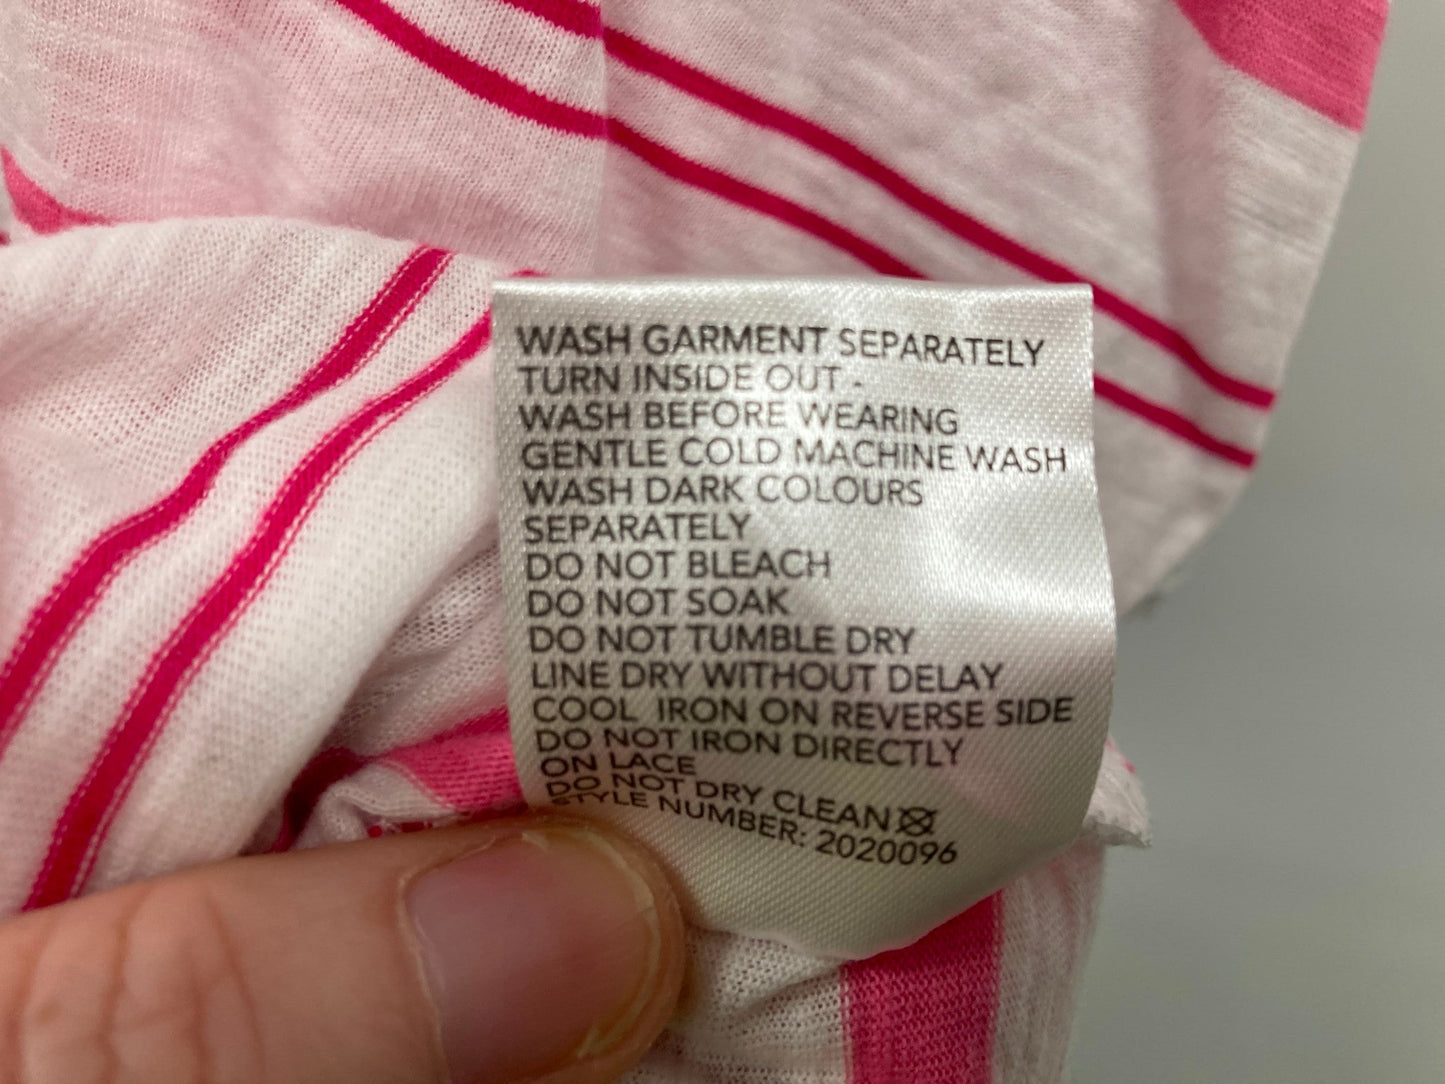 WASH GARMENT SEPARATELY
TURN INSIDE OUT -
WASH BEFORE WEARING
GENTLE COLD MACHINE WASH
WASH DARK COLOURS
SEPARATELY
DO NOT BLEACH
DO NOT SOAK
DO NOT TUMBLE DRY
LINE DRY WITHOUT DELAY
COOL IRON ON REVERSE SIDE
DO NOT IRON DIRECTLY
ON LACE
DO NOT DRY CLEAN
STYLE NUMBER: 2020096